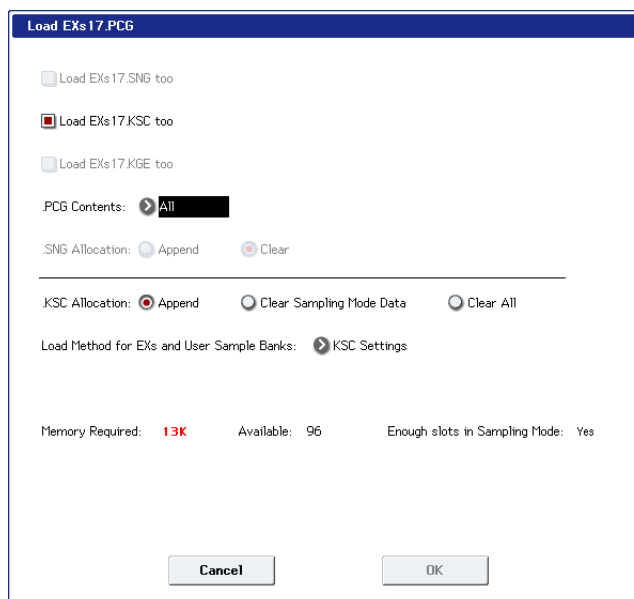 Load EXs17.PCG
Load EXs17.SNG too
Load EXs17.KSC too
Load EXs17.KGE too
.PCG Contents: All
.SNG Allocation: Append Clear
.KSC Allocation: Append Clear Sampling Mode Data Clear All
Load Method for EXs and User Sample Banks: KSC Settings
Memory Required: 13K Available: 96 Enough slots in Sampling Mode: Yes
Cancel OK